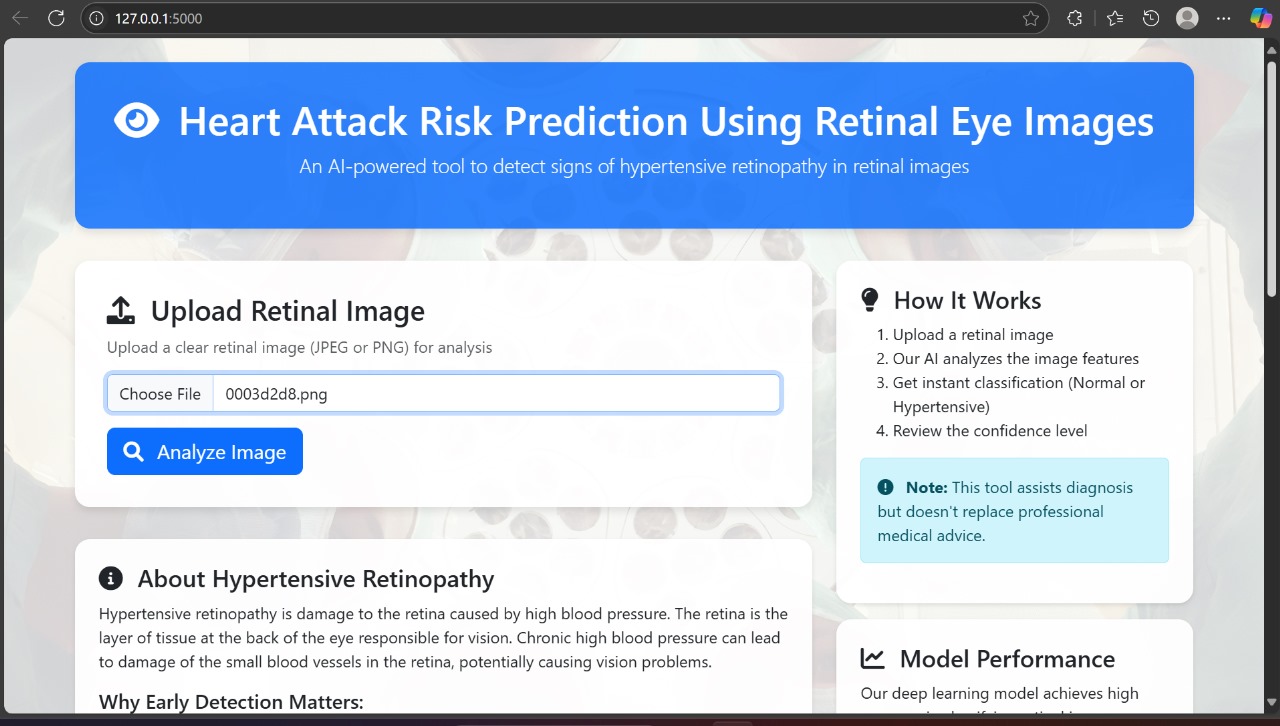 127.0.0.1:5000
Heart Attack Risk Prediction Using Retinal Eye Images
An AI-powered tool to detect signs of hypertensive retinopathy in retinal images
Upload Retinal Image
Upload a clear retinal image (JPEG or PNG) for analysis
Choose File 0003d2d8.png
Analyze Image
About Hypertensive Retinopathy
Hypertensive retinopathy is damage to the retina caused by high blood pressure. The retina is the
layer of tissue at the back of the eye responsible for vision. Chronic high blood pressure can lead
to damage of the small blood vessels in the retina, potentially causing vision problems.
Why Early Detection Matters:
How It Works
1. Upload a retinal image
2. Our AI analyzes the image features
3. Get instant classification (Normal or
Hypertensive)
4. Review the confidence level
Note: This tool assists diagnosis
but doesn't replace professional
medical advice.
Model Performance
Our deep learning model achieves high